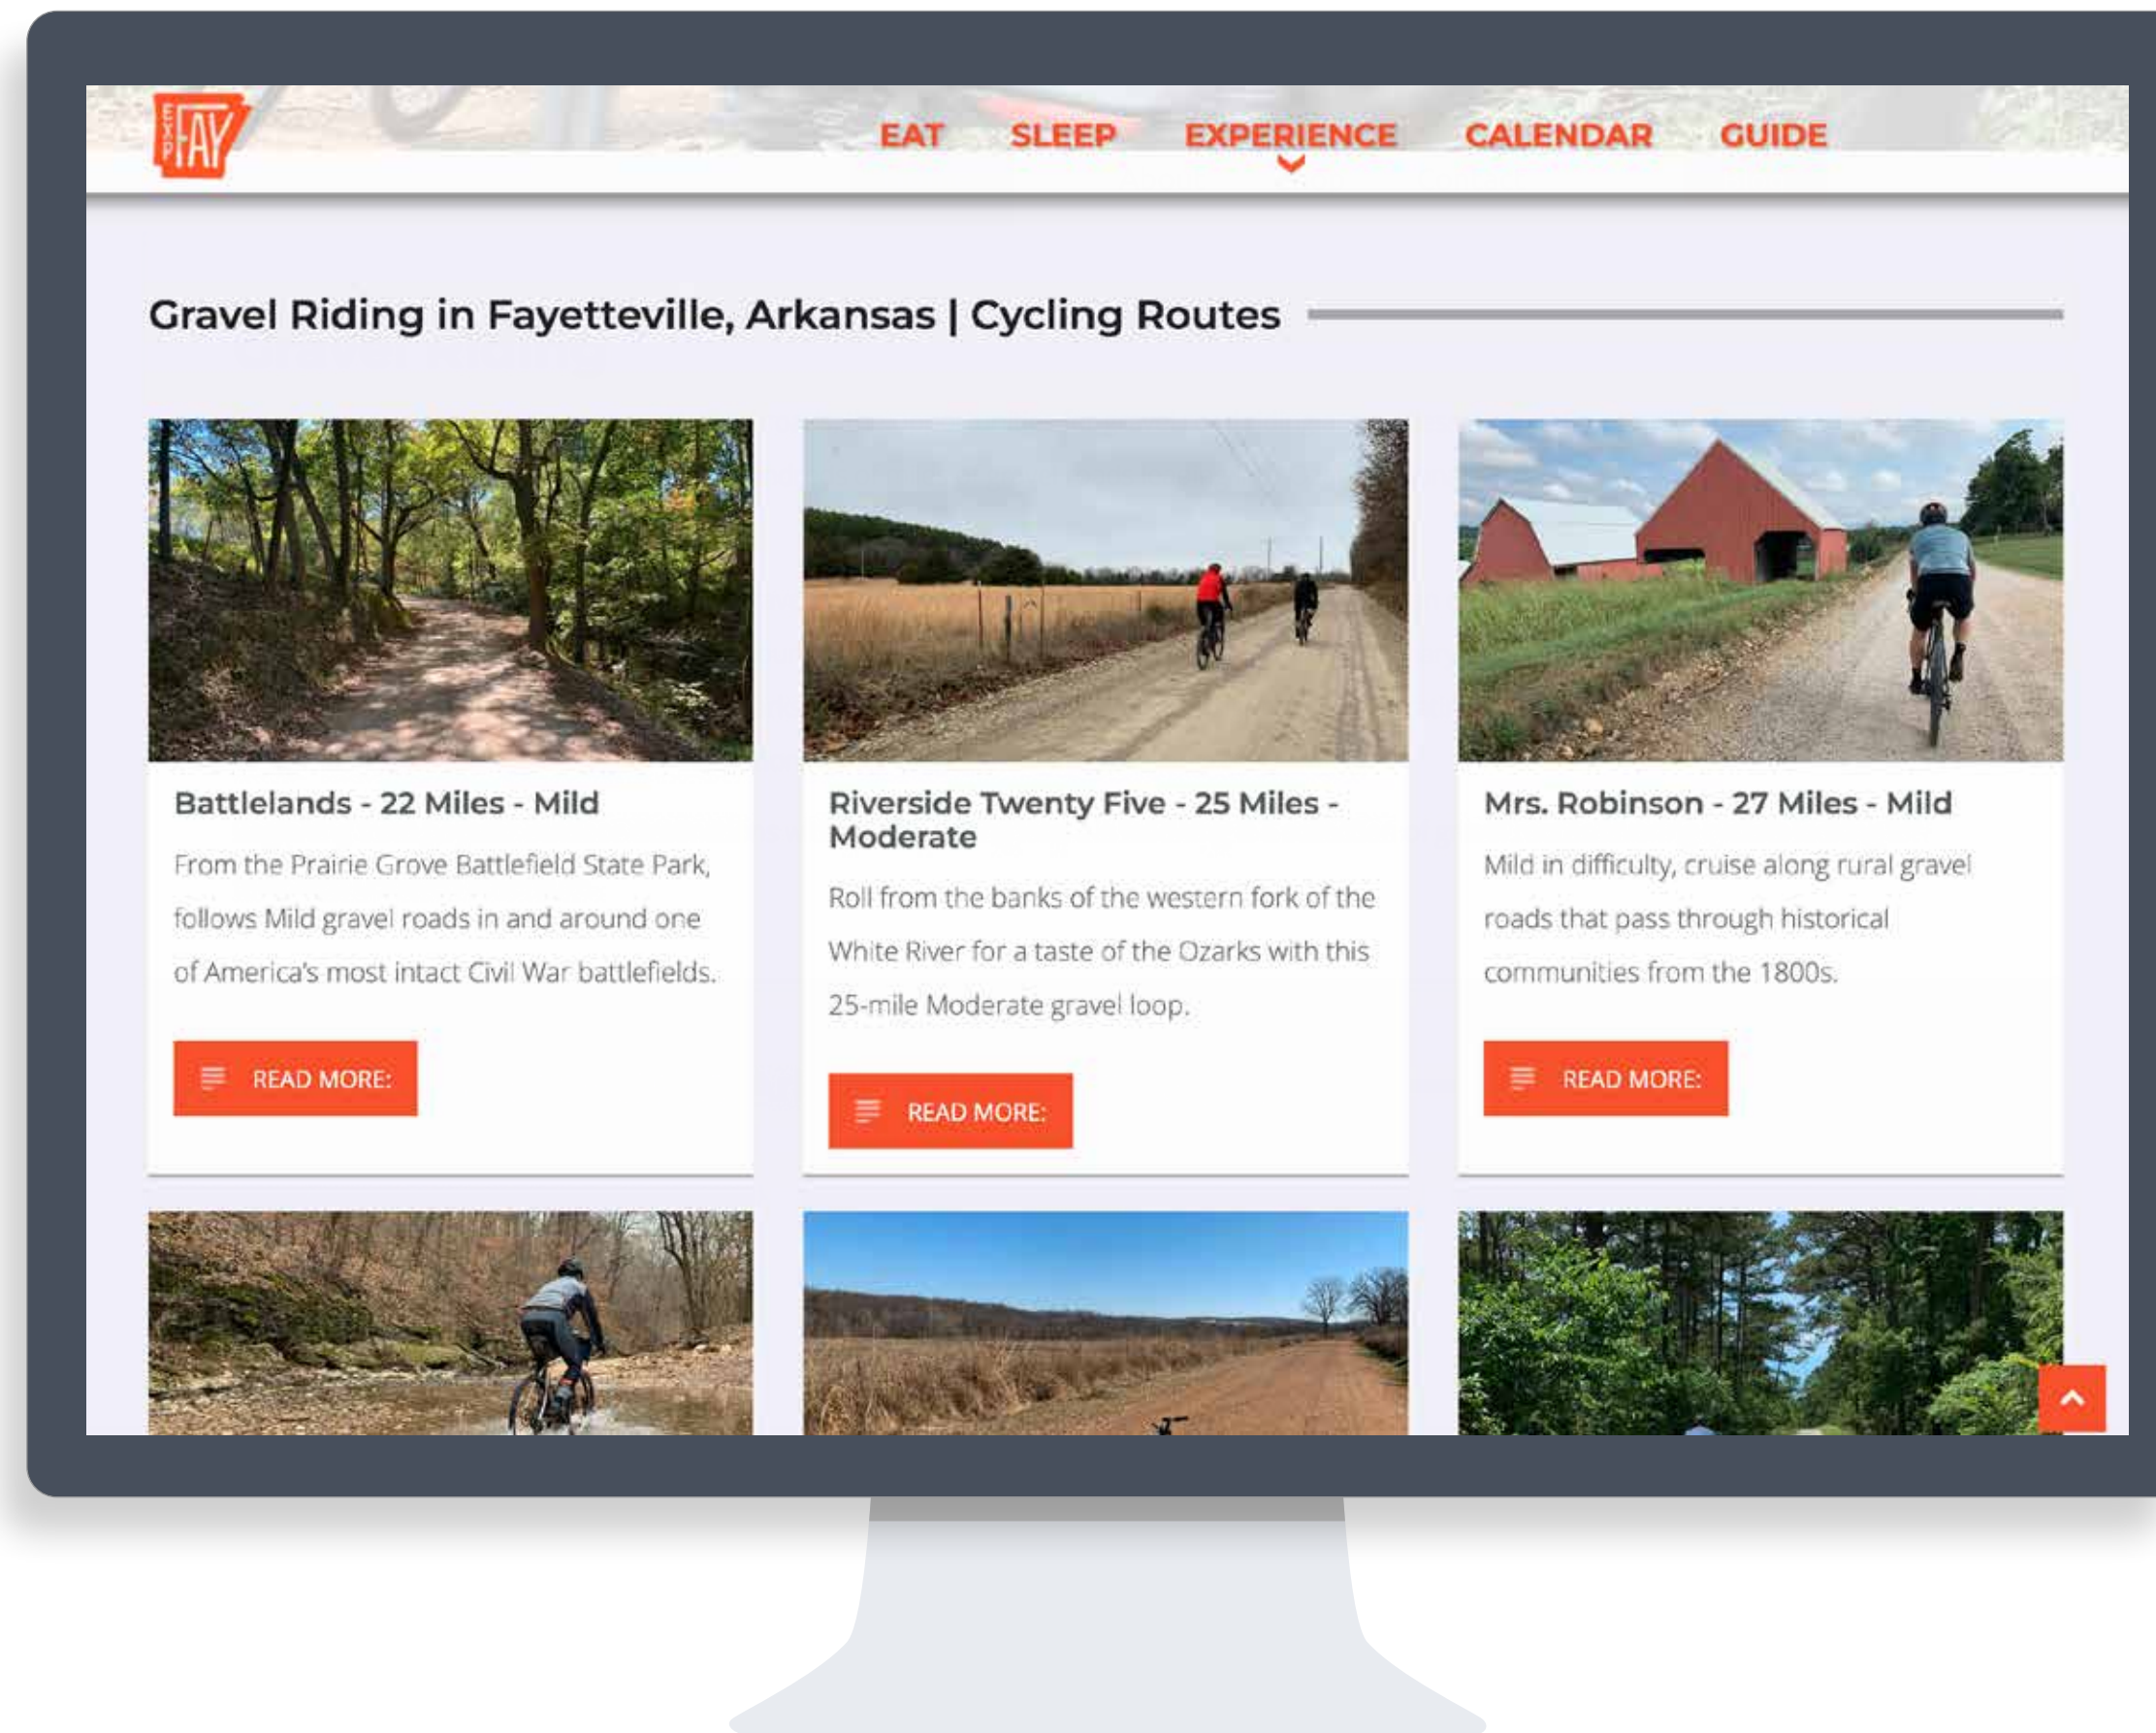 EXP
FAY
EAT SLEEP EXPERIENCE CALENDAR GUIDE
Gravel Riding in Fayetteville, Arkansas | Cycling Routes
Battlelands - 22 Miles - Mild
From the Prairie Grove Battlefield State Park,
follows Mild gravel roads in and around one
of America's most intact Civil War battlefields.
READ MORE:
Riverside Twenty Five - 25 Miles -
Moderate
Roll from the banks of the western fork of the
White River for a taste of the Ozarks with this
25-mile Moderate gravel loop.
READ MORE:
Mrs. Robinson - 27 Miles - Mild
Mild in difficulty, cruise along rural gravel
roads that pass through historical
communities from the 1800s.
READ MORE: